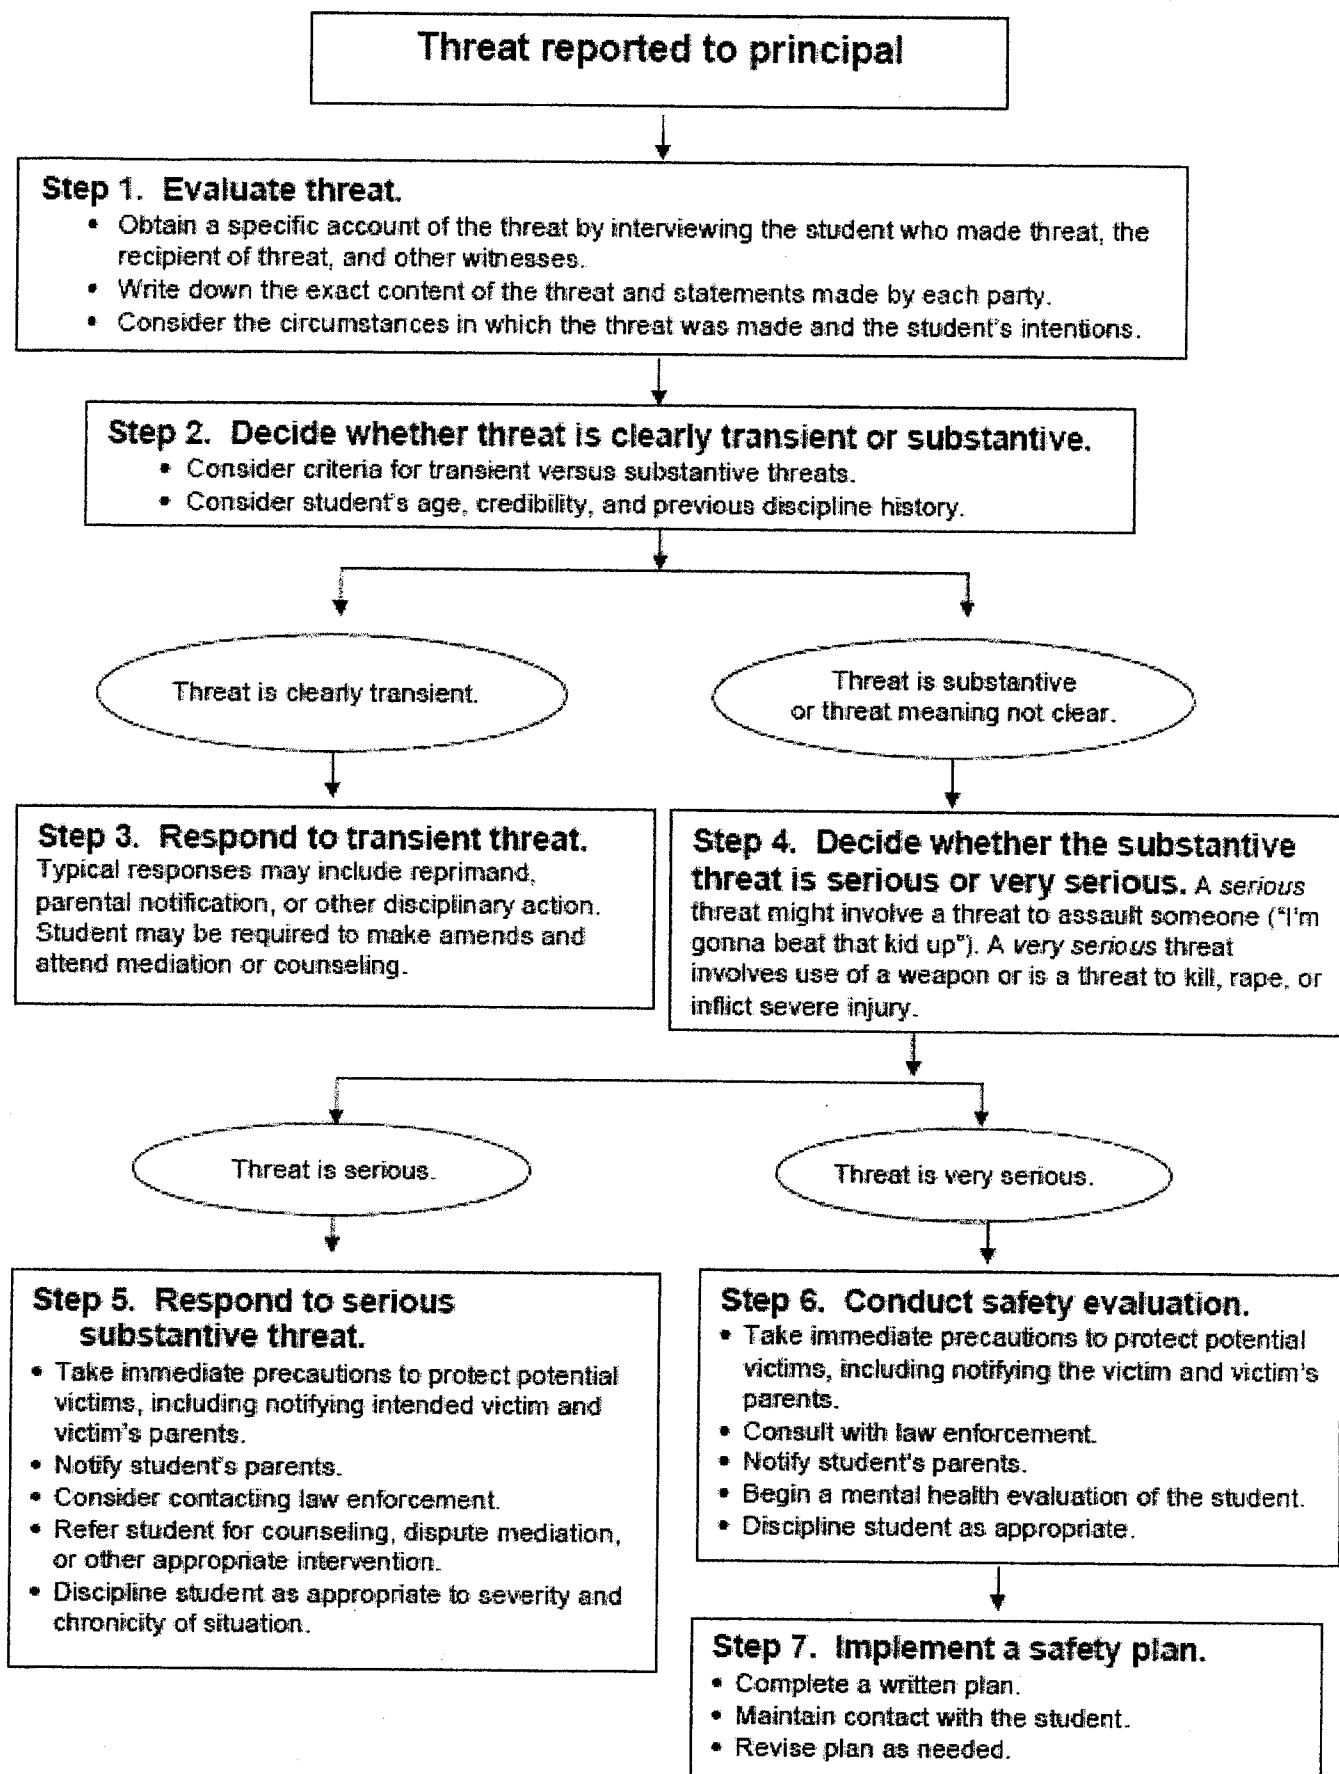 Threat reported to principal
Step 1. Evaluate threat.
• Obtain a specific account of the threat by interviewing the student who made threat, the
recipient of threat, and other witnesses.
• Write down the exact content of the threat and statements made by each party.
• Consider the circumstances in which the threat was made and the student's intentions.
Step 2. Decide whether threat is clearly transient or substantive.
• Consider criteria for transient versus substantive threats.
• Consider student's age, credibility, and previous discipline history.
Threat is clearly transient.
Threat is substantive
or threat meaning not clear.
Step 3. Respond to transient threat.
Typical responses may include reprimand,
parental notification, or other disciplinary action.
Student may be required to make amends and
attend mediation or counseling.
Step 4. Decide whether the substantive
threat is serious or very serious. A serious
threat might involve a threat to assault someone ("I'm
gonna beat that kid up"). A very serious threat
involves use of a weapon or is a threat to kill, rape, or
inflict severe injury.
Threat is serious.
Threat is very serious.
Step 5. Respond to serious
substantive threat.
• Take immediate precautions to protect potential
victims, including notifying intended victim and
victim's parents.
• Notify student's parents.
• Consider contacting law enforcement.
• Refer student for counseling, dispute mediation,
or other appropriate intervention.
• Discipline student as appropriate to severity and
chronicity of situation.
Step 6. Conduct safety evaluation.
• Take immediate precautions to protect potential
victims, including notifying the victim and victim's
parents.
• Consult with law enforcement.
• Notify student's parents.
• Begin a mental health evaluation of the student.
• Discipline student as appropriate.
Step 7. Implement a safety plan.
• Complete a written plan.
• Maintain contact with the student.
• Revise plan as needed.